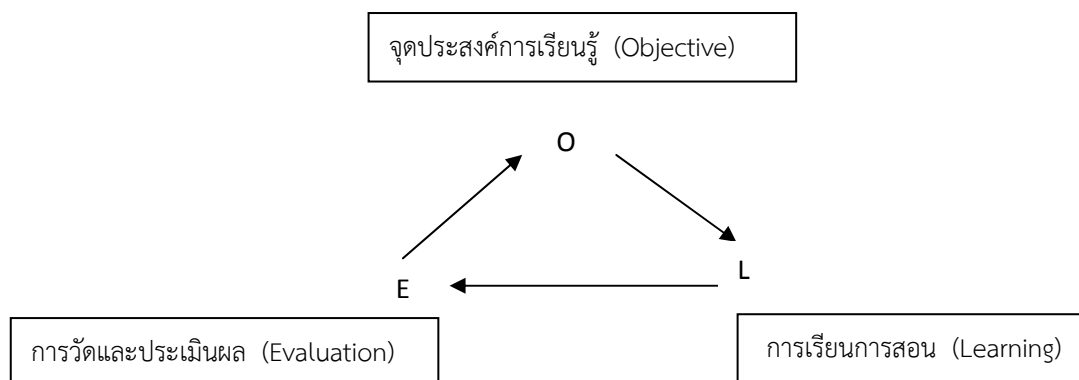 จุดประสงค์การเรียนรู้ (Objective)
O
E
L
การวัดและประเมินผล (Evaluation)
การเรียนการสอน (Learning)